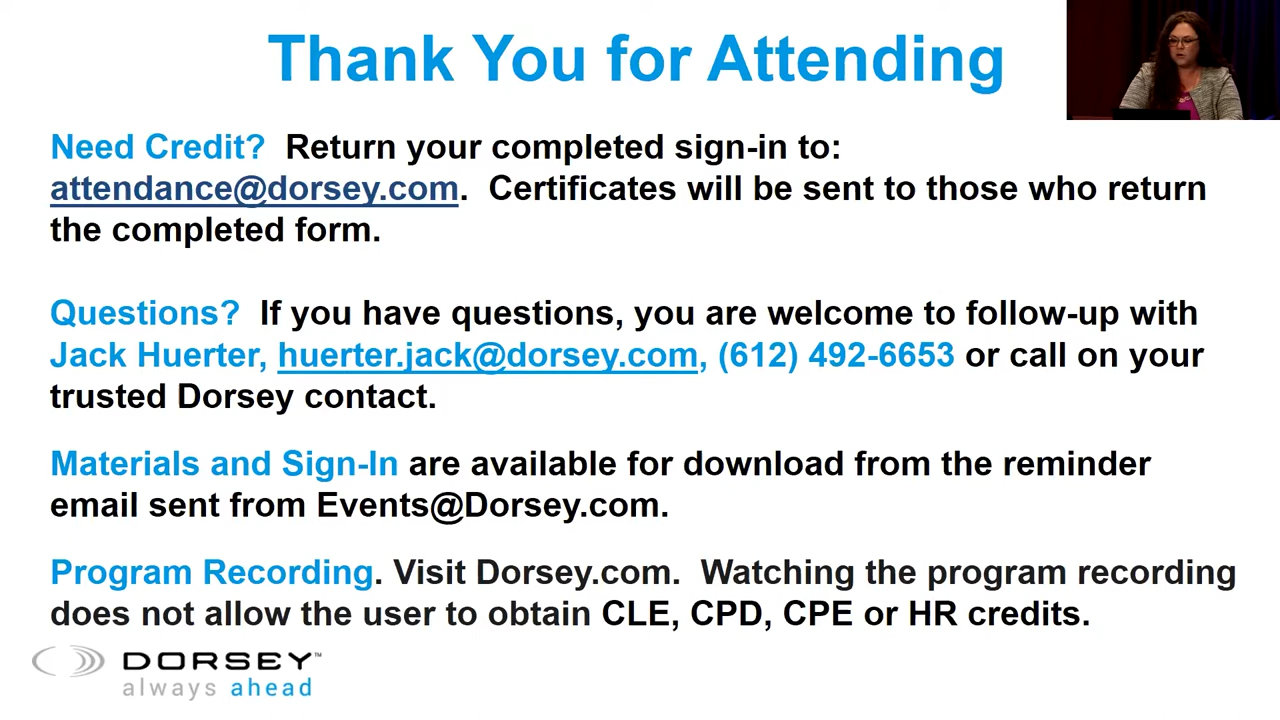 Thank You for Attending
Need Credit? Return your completed sign-in to:
attendance@dorsey.com. Certificates will be sent to those who return
the completed form.
Questions? If you have questions, you are welcome to follow-up with
Jack Huerter, huerter.jack@dorsey.com, (612) 492-6653 or call on your
trusted Dorsey contact.
Materials and Sign-In are available for download from the reminder
email sent from Events@Dorsey.com.
Program Recording. Visit Dorsey.com. Watching the program recording
does not allow the user to obtain CLE, CPD, CPE or HR credits.
DORSEY™
always ahead